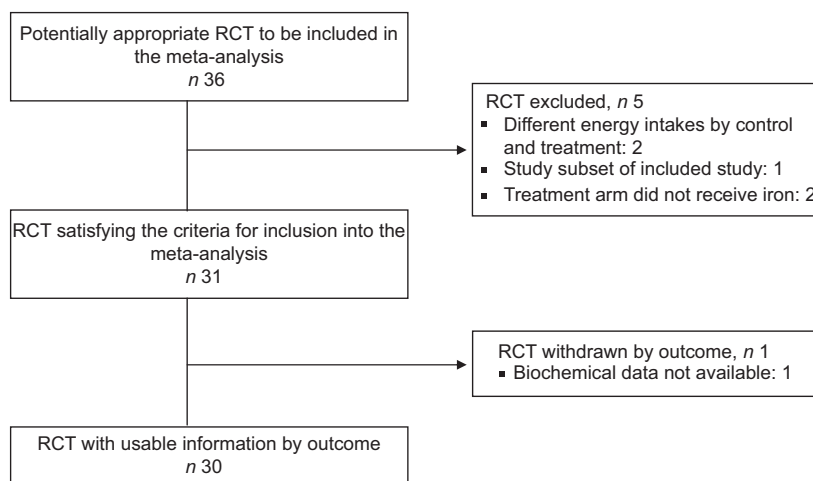 Potentially appropriate RCT to be included in
the meta-analysis
n 36
RCT excluded, n 5
▪ Different energy intakes by control
and treatment: 2
▪ Study subset of included study: 1
▪ Treatment arm did not receive iron: 2
RCT satisfying the criteria for inclusion into the
meta-analysis
n 31
RCT withdrawn by outcome, n 1
▪ Biochemical data not available: 1
RCT with usable information by outcome
n 30